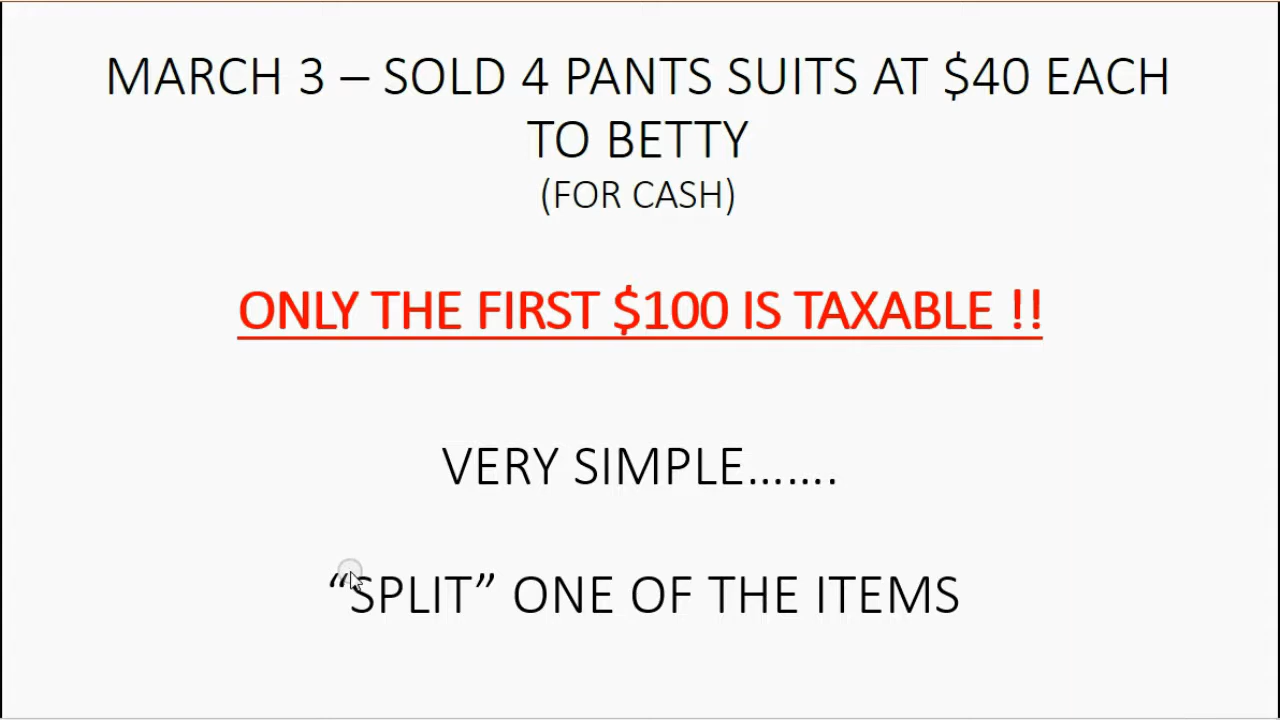 MARCH 3 – SOLD 4 PANTS SUITS AT $40 EACH
TO BETTY
(FOR CASH)
ONLY THE FIRST $100 IS TAXABLE !!
VERY SIMPLE…….
“SPLIT” ONE OF THE ITEMS